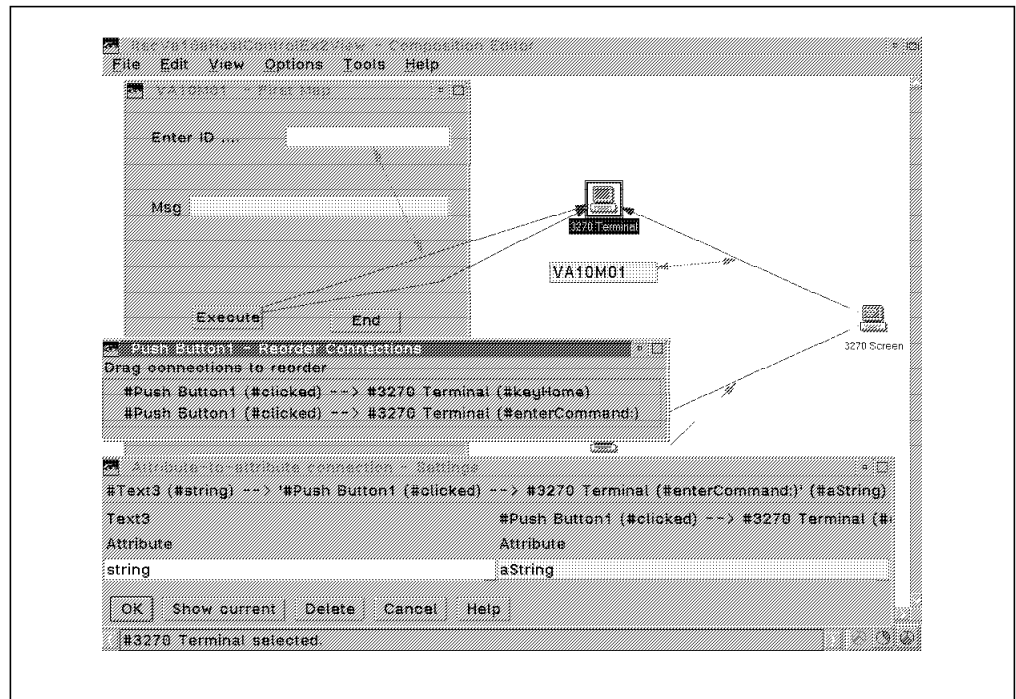 ItscVa10aHostControlEx2View - Composition Editor
File Edit View Options Tools Help
VA10M01 - First Map
Enter ID ....
Msg
3270 Terminal
VA10M01
Execute
End
3270 Screen
Push Button1 - Reorder Connections
Drag connections to reorder
#Push Button1 (#clicked) --> #3270 Terminal (#keyHome)
#Push Button1 (#clicked) --> #3270 Terminal (#enterCommand:)
Attribute-to-attribute connection - Settings
#Text3 (#string) --> '#Push Button1 (#clicked) --> #3270 Terminal (#enterCommand:)' (#aString)
Text3
#Push Button1 (#clicked) --> #3270 Terminal (#
Attribute
Attribute
string
aString
OK Show current Delete Cancel Help
#3270 Terminal selected.